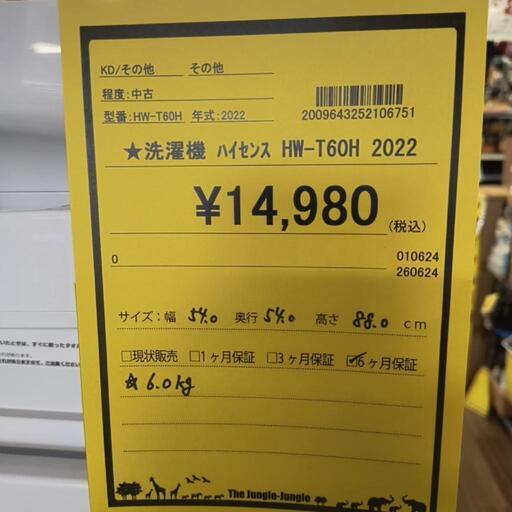 KD/その他 その他
程度:中古
型番:HW-T60H 年式:2022
2009643252106751
★洗濯機 ハイセンス HW-T60H 2022
¥14,980
(税込)
0
010624
260624
サイズ:幅 54.0 奥行 54.0 高さ 88.0 cm
□現状販売 □1ヶ月保証 □3ヶ月保証 ☑6ヶ月保証
☆6.0kg
The Jungle-Jungle